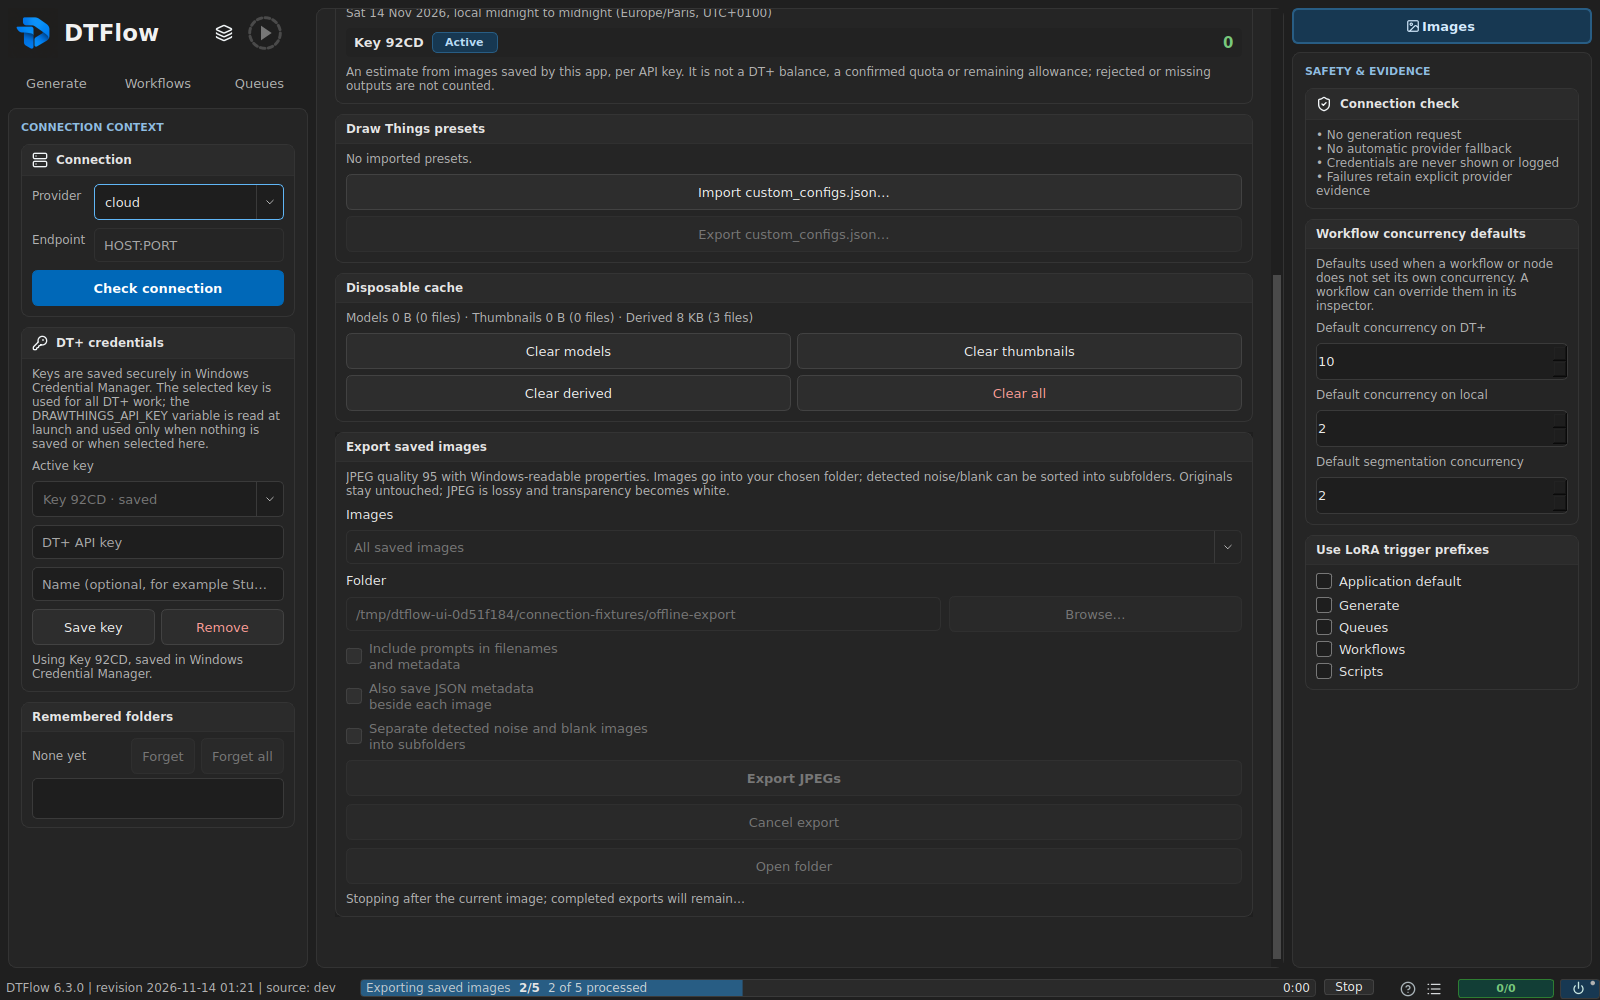 DTFlow
Generate
Workflows
Queues
CONNECTION CONTEXT
Connection
Provider
cloud
Endpoint
HOST:PORT
Check connection
DT+ credentials
Keys are saved securely in Windows
Credential Manager. The selected key is
used for all DT+ work; the
DRAWTHINGS_API_KEY variable is read at
launch and used only when nothing is
saved or when selected here.
Active key
Key 92CD · saved
DT+ API key
Name (optional, for example Stu...
Save key
Remove
Using Key 92CD, saved in Windows
Credential Manager.
Remembered folders
None yet
Forget
Forget all
Sat 14 Nov 2026, local midnight to midnight (Europe/Paris, UTC+0100)
Key 92CD
Active
0
An estimate from images saved by this app, per API key. It is not a DT+ balance, a confirmed quota or remaining allowance; rejected or missing
outputs are not counted.
Draw Things presets
No imported presets.
Import custom_configs.json...
Export custom_configs.json...
Disposable cache
Models 0 B (0 files) · Thumbnails 0 B (0 files) · Derived 8 KB (3 files)
Clear models
Clear thumbnails
Clear derived
Clear all
Export saved images
JPEG quality 95 with Windows-readable properties. Images go into your chosen folder; detected noise/blank can be sorted into subfolders. Originals
stay untouched; JPEG is lossy and transparency becomes white.
Images
All saved images
Folder
/tmp/dtflow-ui-0d51f184/connection-fixtures/offline-export
Browse...
Include prompts in filenames
and metadata
Also save JSON metadata
beside each image
Separate detected noise and blank images
into subfolders
Export JPEGs
Cancel export
Open folder
Stopping after the current image; completed exports will remain...
Images
SAFETY & EVIDENCE
Connection check
• No generation request
• No automatic provider fallback
• Credentials are never shown or logged
• Failures retain explicit provider
evidence
Workflow concurrency defaults
Defaults used when a workflow or node
does not set its own concurrency. A
workflow can override them in its
inspector.
Default concurrency on DT+
10
Default concurrency on local
2
Default segmentation concurrency
2
Use LoRA trigger prefixes
Application default
Generate
Queues
Workflows
Scripts
DTFlow 6.3.0 | revision 2026-11-14 01:21 | source: dev
Exporting saved images 2/5 2 of 5 processed
0:00
Stop
0/0